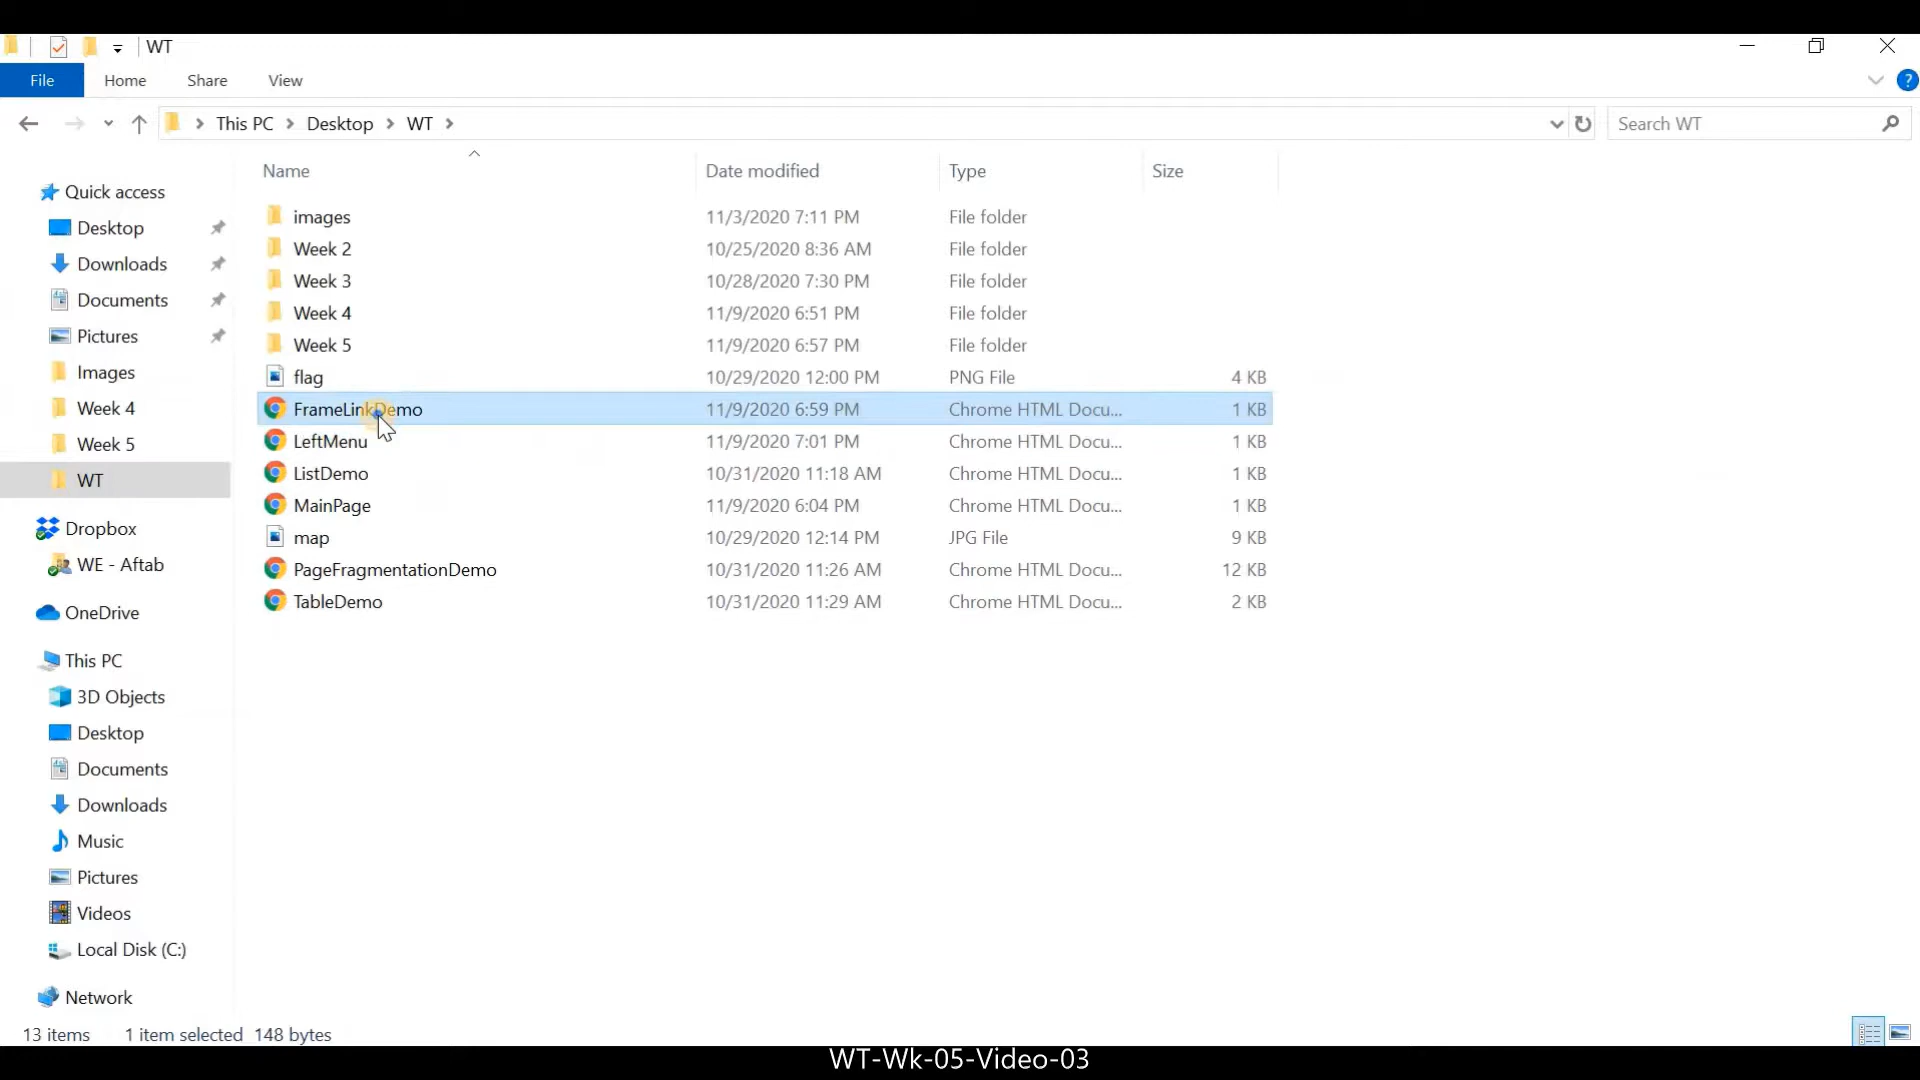 WT
File Home Share View
This PC Desktop WT Search WT
Name Date modified Type Size
Quick access
Desktop
Downloads
Documents
Pictures
Images
Week 4
Week 5
WT
Dropbox
WE - Aftab
OneDrive
This PC
3D Objects
Desktop
Documents
Downloads
Music
Pictures
Videos
Local Disk (C:)
Network
images 11/3/2020 7:11 PM File folder
Week 2 10/25/2020 8:36 AM File folder
Week 3 10/28/2020 7:30 PM File folder
Week 4 11/9/2020 6:51 PM File folder
Week 5 11/9/2020 6:57 PM File folder
flag 10/29/2020 12:00 PM PNG File 4 KB
FrameLinkDemo 11/9/2020 6:59 PM Chrome HTML Docu... 1 KB
LeftMenu 11/9/2020 7:01 PM Chrome HTML Docu... 1 KB
ListDemo 10/31/2020 11:18 AM Chrome HTML Docu... 1 KB
MainPage 11/9/2020 6:04 PM Chrome HTML Docu... 1 KB
map 10/29/2020 12:14 PM JPG File 9 KB
PageFragmentationDemo 10/31/2020 11:26 AM Chrome HTML Docu... 12 KB
TableDemo 10/31/2020 11:29 AM Chrome HTML Docu... 2 KB
13 items 1 item selected 148 bytes
WT-Wk-05-Video-03